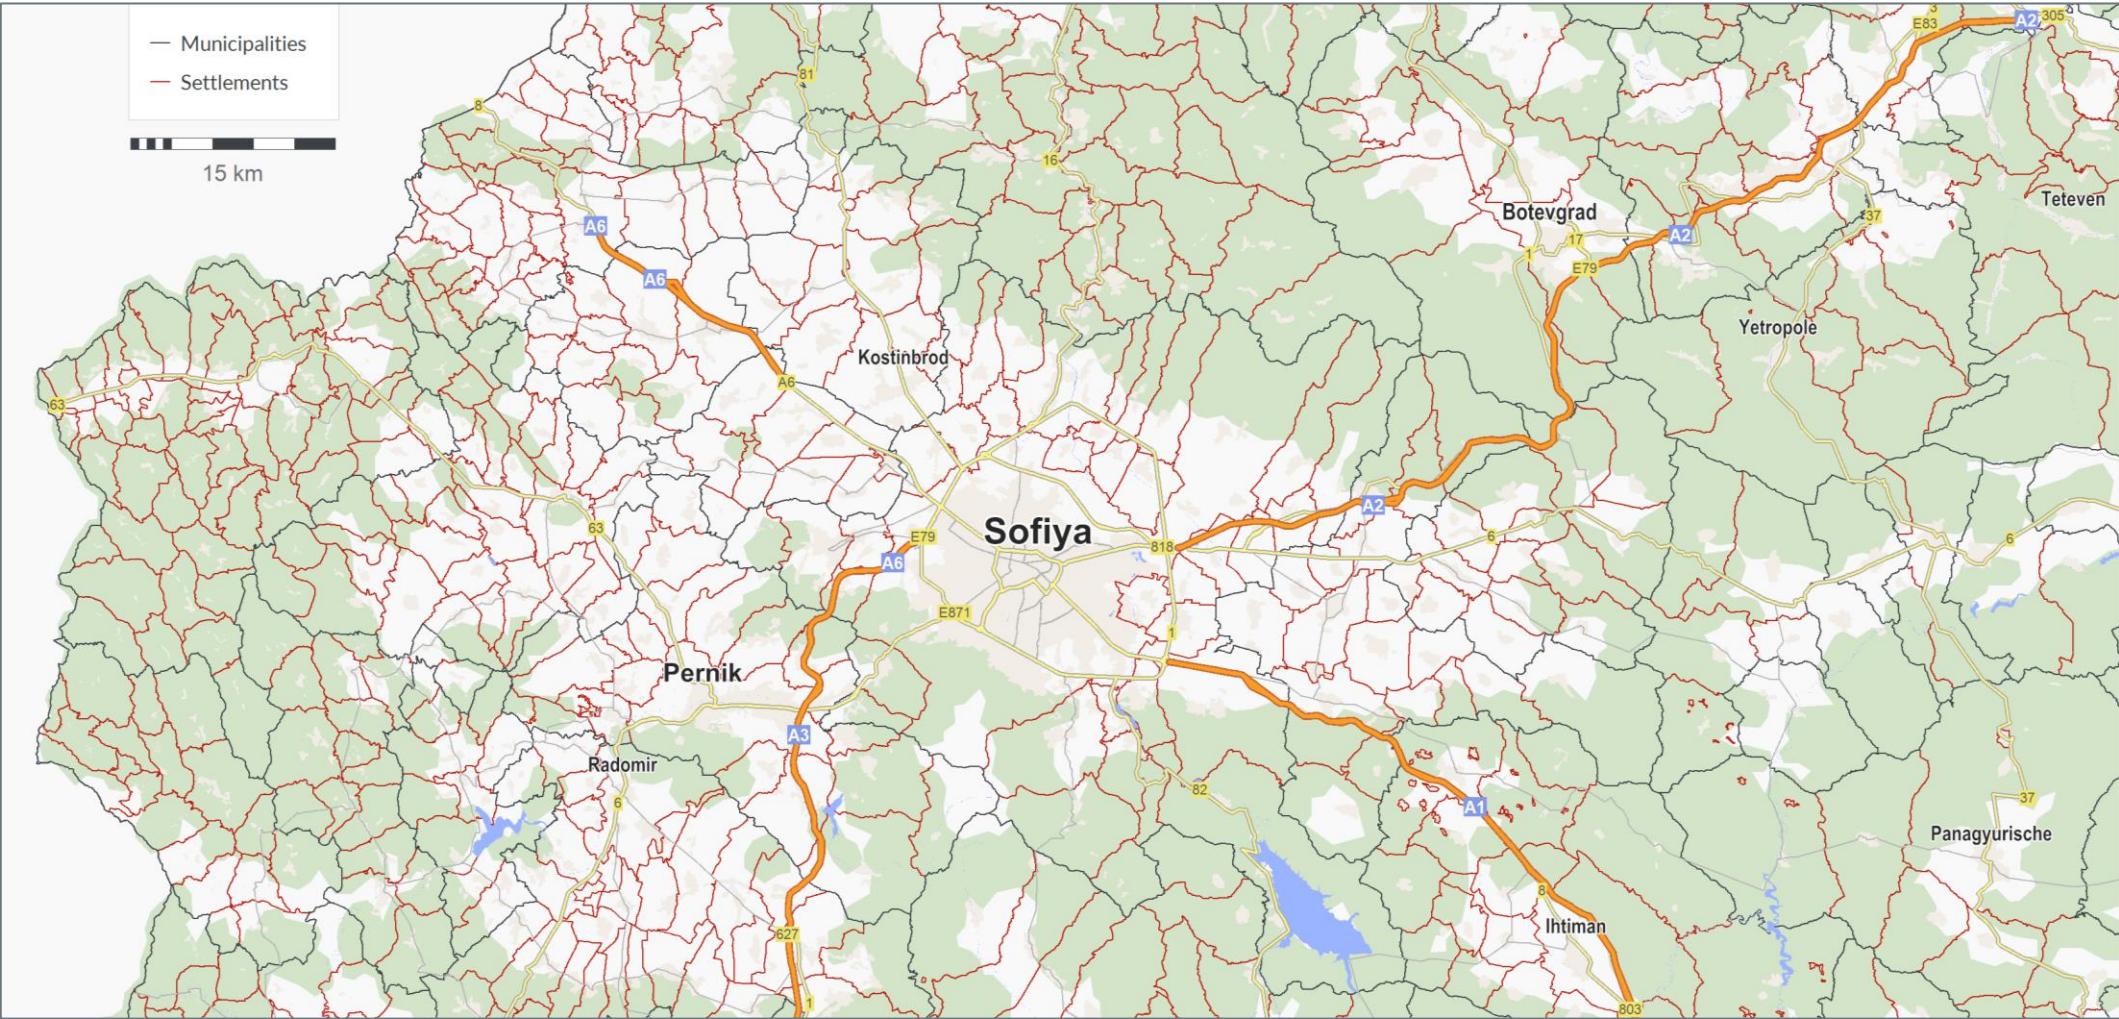 Municipalities
Settlements
15 km
3
E83
A2
305
81
8
16
A6
Botevgrad
17
1
E79
A2
37
Teteven
A6
Yetropole
Kostinbrod
A6
63
63
Sofiya
A2
E79
A6
818
6
6
E871
1
Pernik
A3
Radomir
6
82
A1
37
Panagyurische
8
Ihtiman
627
1
803